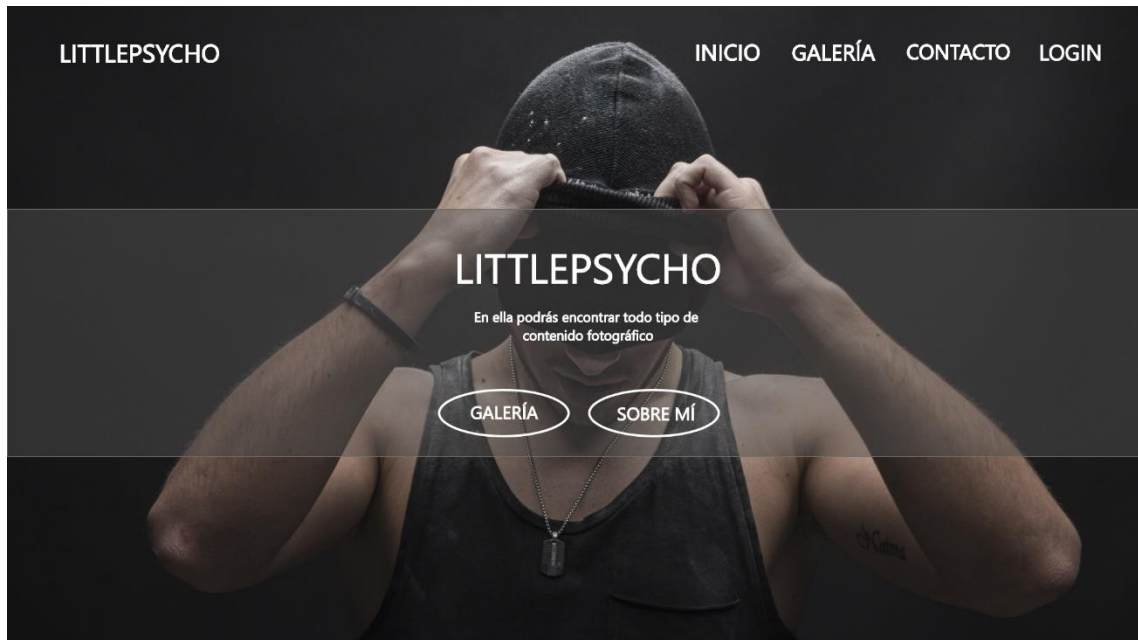 LITTLEPSYCHO
INICIO GALERÍA CONTACTO LOGIN
LITTLEPSYCHO
En ella podrás encontrar todo tipo de
contenido fotográfico
GALERÍA SOBRE MÍ